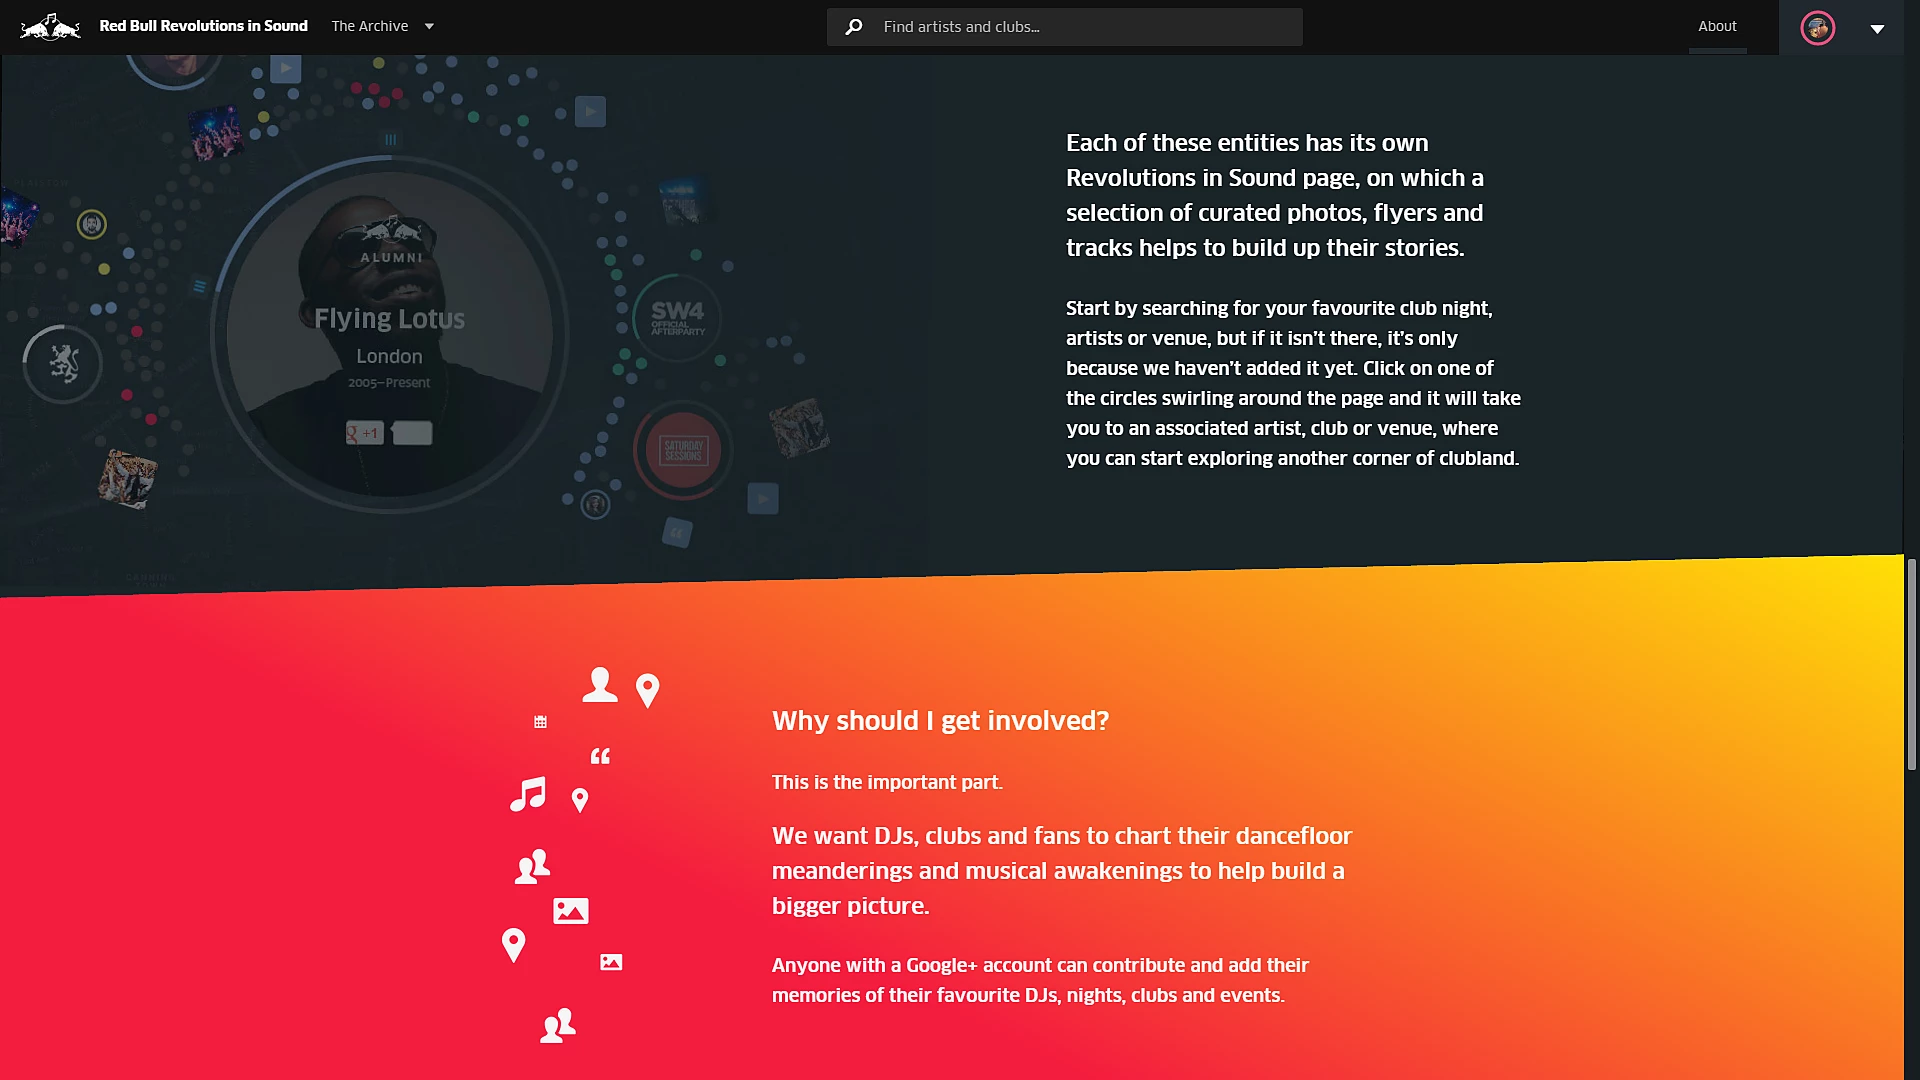 Red Bull Revolutions in Sound
The Archive
Find artists and clubs...
About
ALUMNI
Flying Lotus
London
2005–Present
+1
SW4
OFFICIAL
AFTERPARTY
SATURDAY
SESSIONS
CANNING
TOWN
Each of these entities has its own
Revolutions in Sound page, on which a
selection of curated photos, flyers and
tracks helps to build up their stories.
Start by searching for your favourite club night,
artists or venue, but if it isn’t there, it’s only
because we haven’t added it yet. Click on one of
the circles swirling around the page and it will take
you to an associated artist, club or venue, where
you can start exploring another corner of clubland.
Why should I get involved?
This is the important part.
We want DJs, clubs and fans to chart their dancefloor
meanderings and musical awakenings to help build a
bigger picture.
Anyone with a Google+ account can contribute and add their
memories of their favourite DJs, nights, clubs and events.